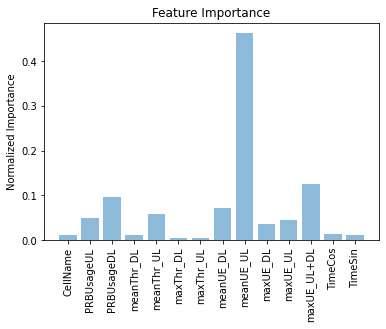 Feature Importance
Normalized Importance
0.4
0.3
0.2
0.1
0.0
CellName
PRBUsageUL
PRBUsageDL
meanThr_DL
meanThr_UL
maxThr_DL
maxThr_UL
meanUE_DL
meanUE_UL
maxUE_DL
maxUE_UL
maxUE_UL+DL
TimeCos
TimeSin